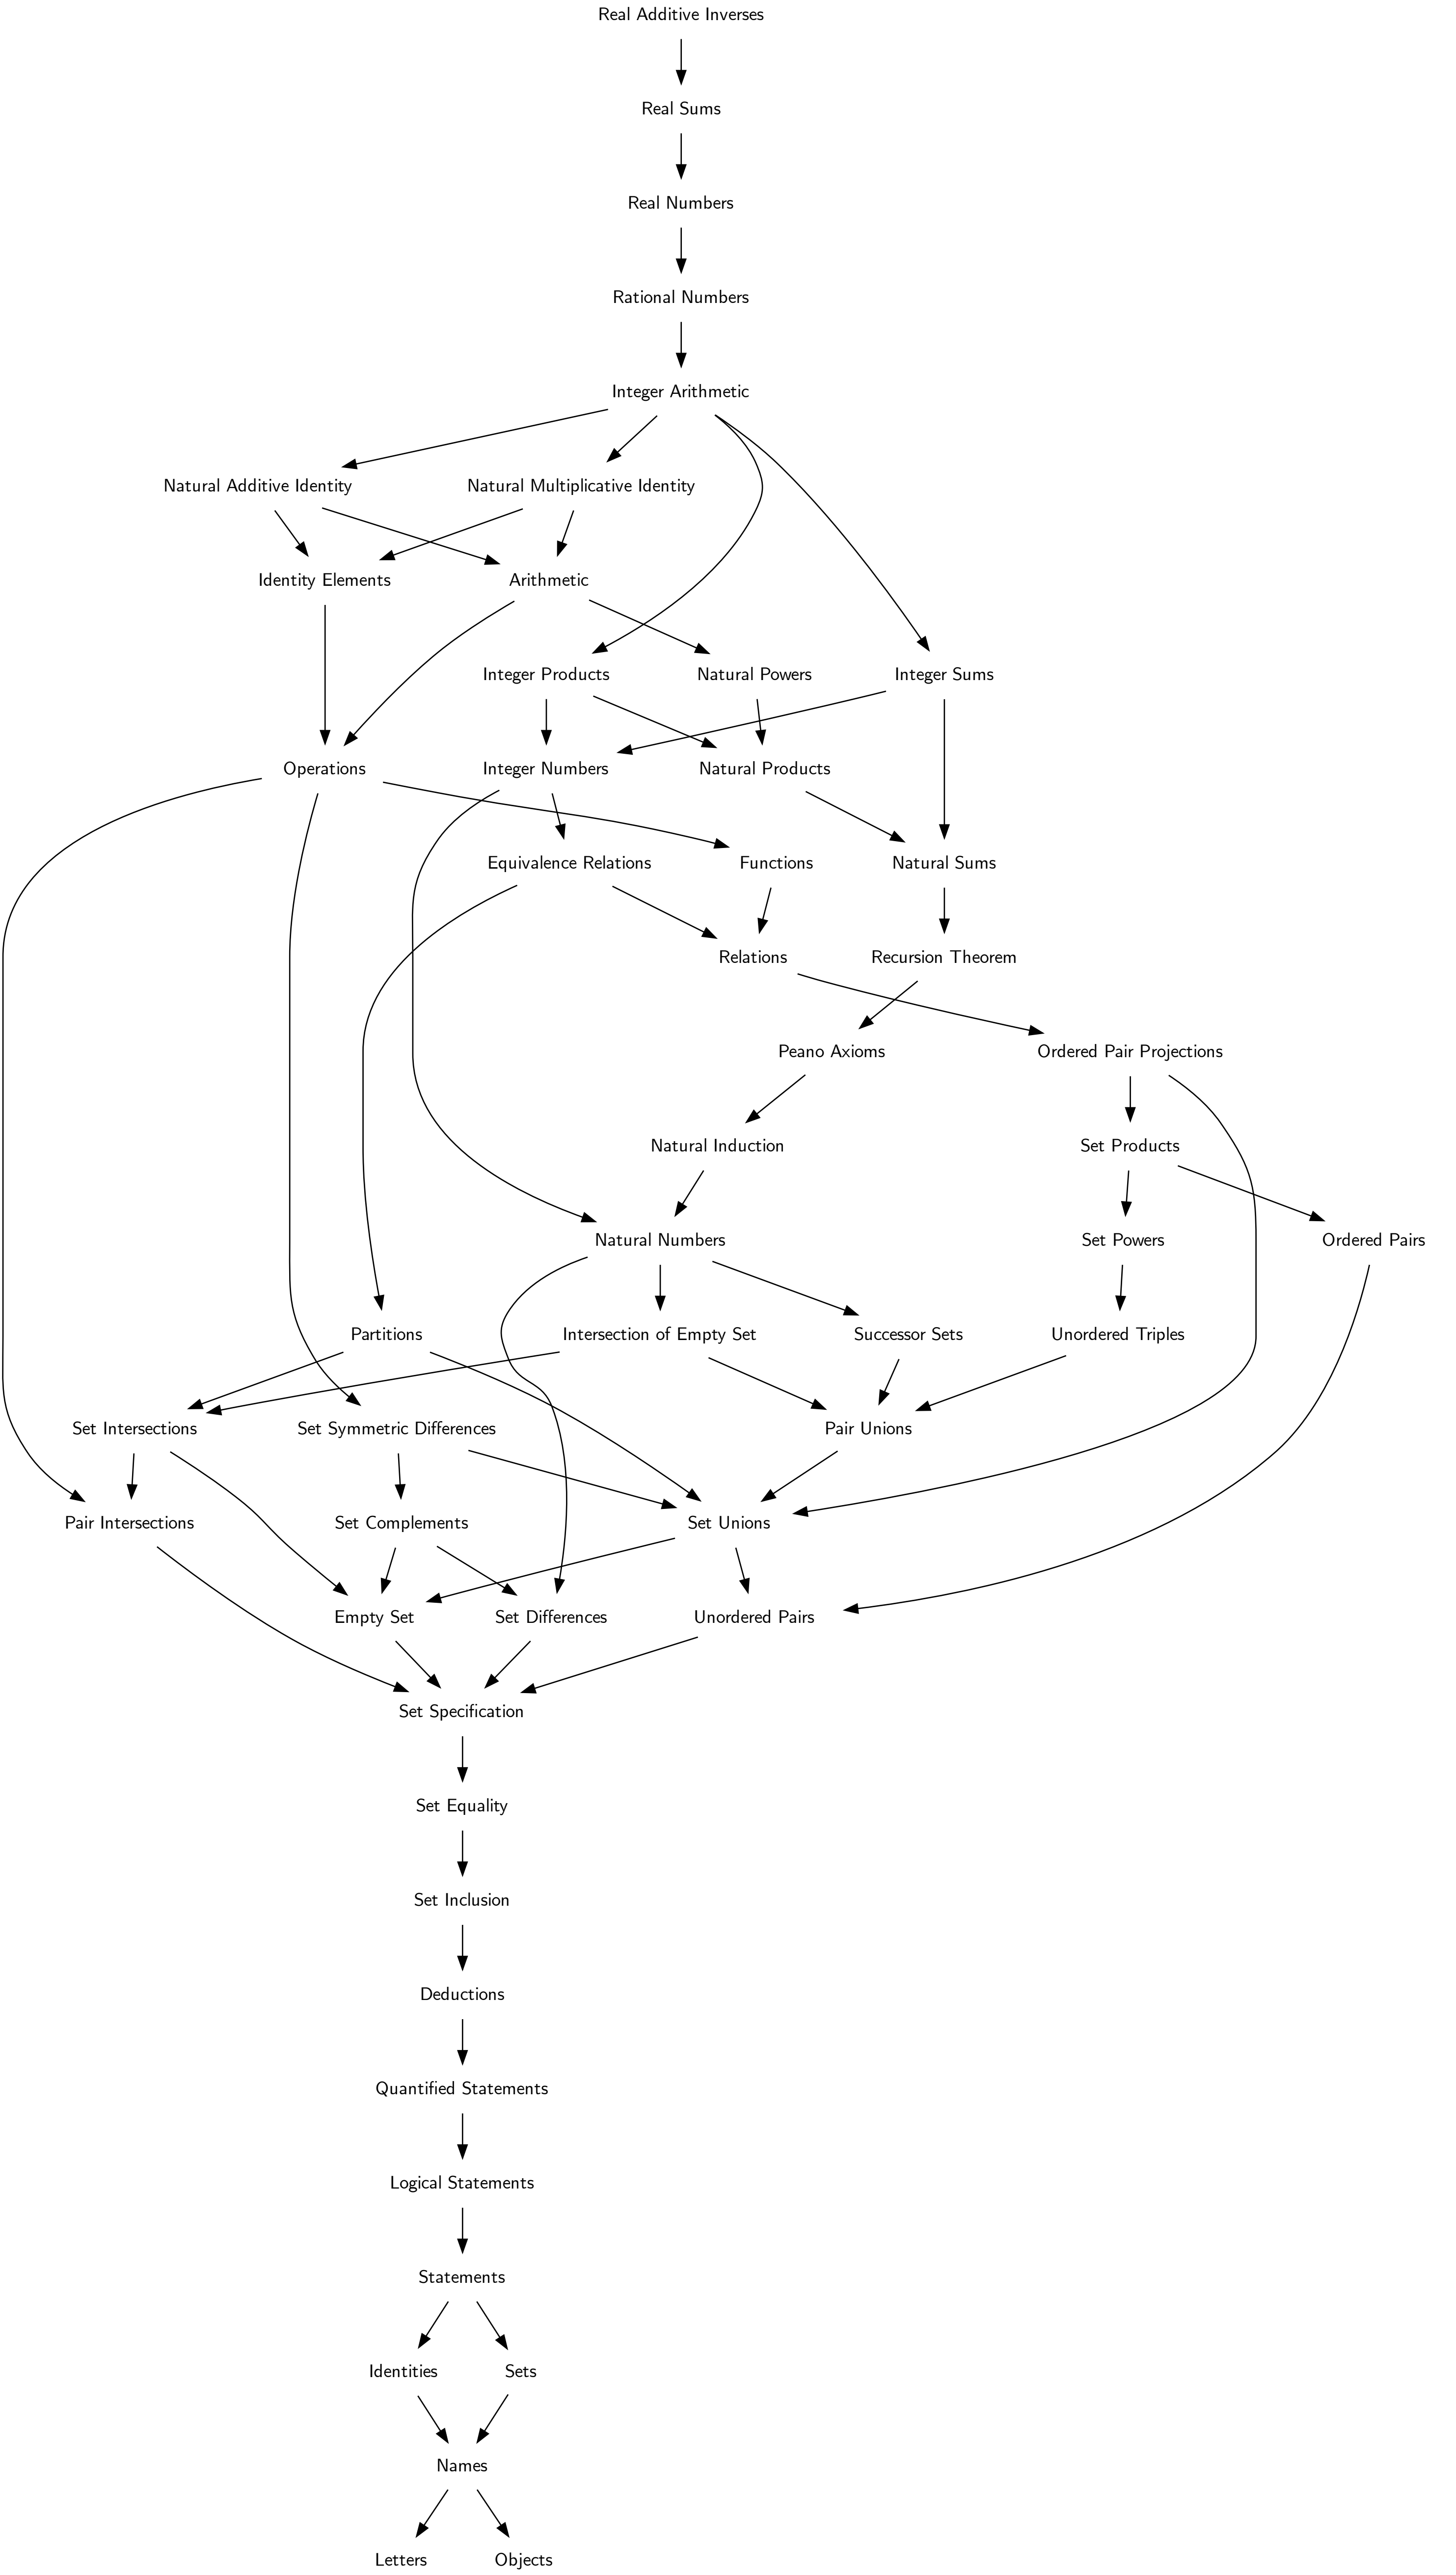 Real Additive Inverses
Real Sums
Real Numbers
Rational Numbers
Integer Arithmetic
Natural Additive Identity
Natural Multiplicative Identity
Identity Elements
Arithmetic
Integer Products
Natural Powers
Integer Sums
Operations
Integer Numbers
Natural Products
Equivalence Relations
Functions
Natural Sums
Relations
Recursion Theorem
Peano Axioms
Ordered Pair Projections
Natural Induction
Set Products
Natural Numbers
Set Powers
Ordered Pairs
Partitions
Intersection of Empty Set
Successor Sets
Unordered Triples
Set Intersections
Set Symmetric Differences
Pair Unions
Pair Intersections
Set Complements
Set Unions
Empty Set
Set Differences
Unordered Pairs
Set Specification
Set Equality
Set Inclusion
Deductions
Quantified Statements
Logical Statements
Statements
Identities
Sets
Names
Letters
Objects